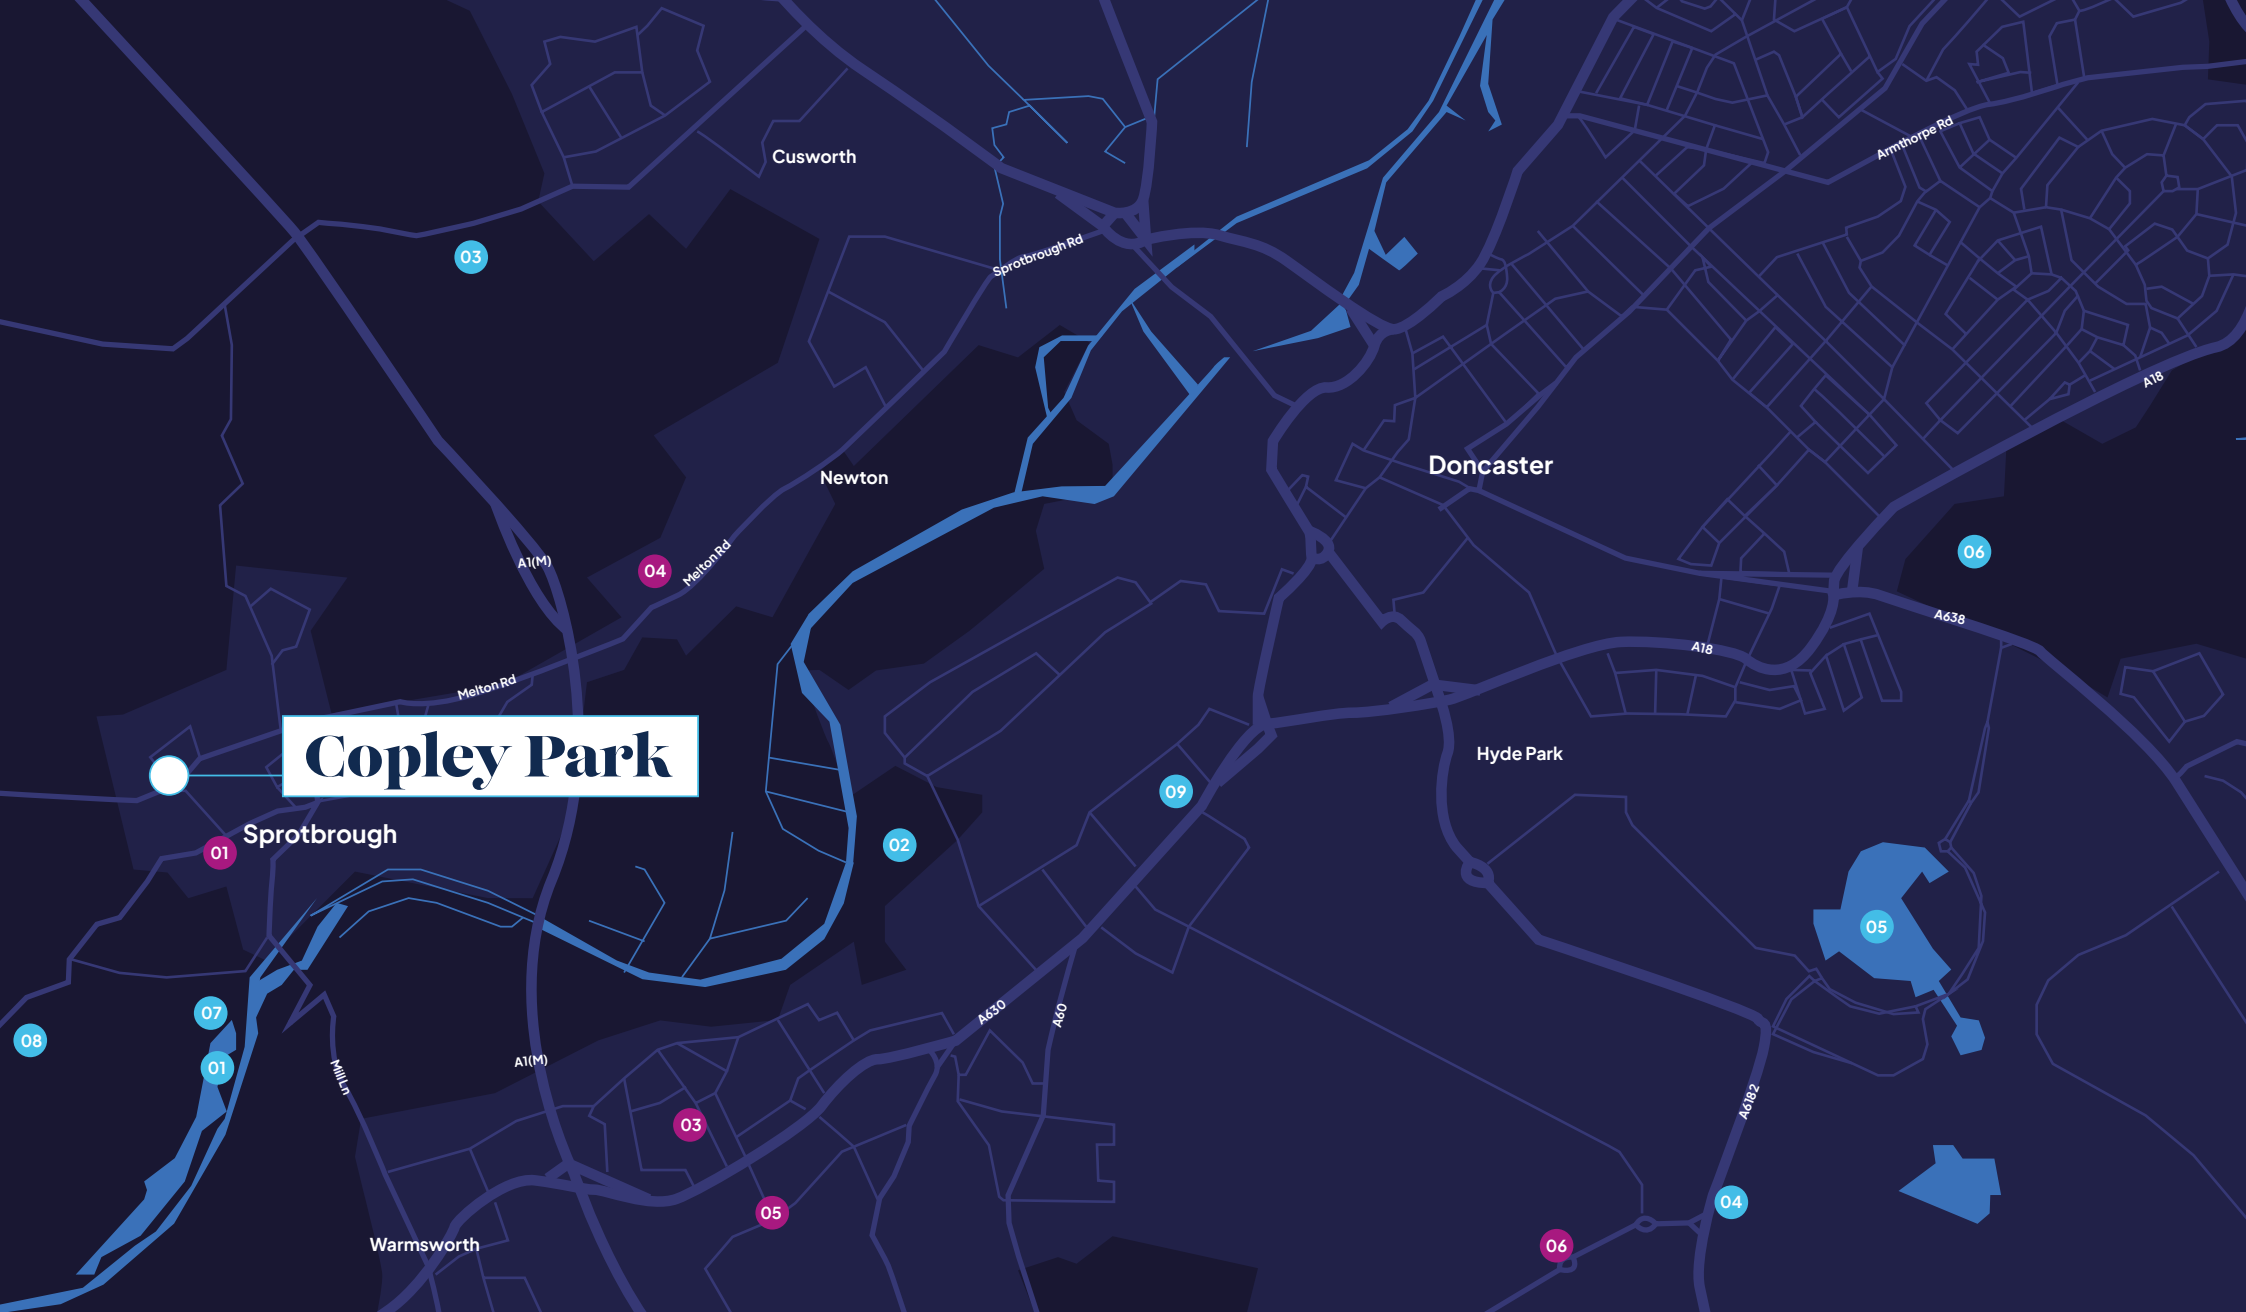 Armthorpe Rd
Cusworth
Sprotbrough Rd
03
A18
Doncaster
Newton
06
A1(M)
Melton Rd
04
A638
A18
Melton Rd
Copley Park
Hyde Park
09
Sprotbrough
01
02
05
07
A630
A60
08
01
A1(M)
Mill Ln
A6182
03
04
05
06
Warmsworth